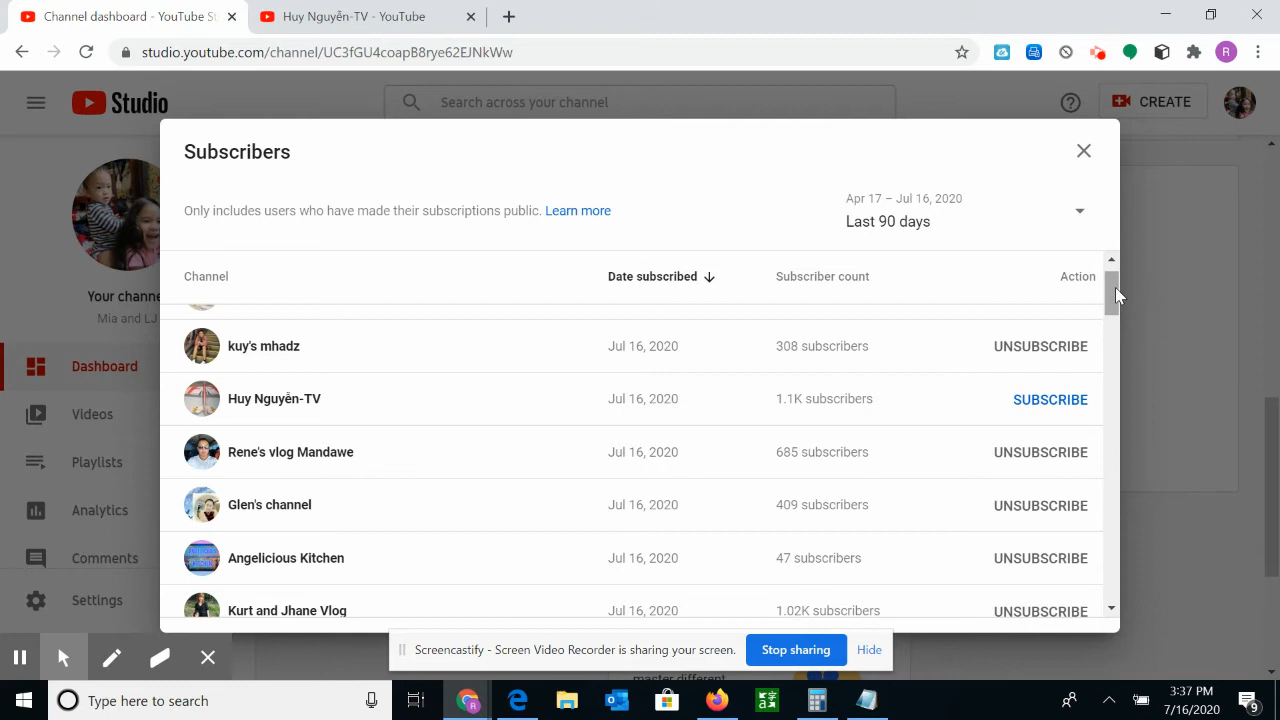 Channel dashboard - YouTube S
Huy Nguyễn-TV - YouTube
studio.youtube.com/channel/UC3fGU4coapB8rye62EJNkWw
R
Studio
Search across your channel
CREATE
Subscribers
Only includes users who have made their subscriptions public. Learn more
Apr 17 – Jul 16, 2020
Last 90 days
Channel
Date subscribed
Subscriber count
Action
kuy's mhadz
Jul 16, 2020
308 subscribers
UNSUBSCRIBE
Huy Nguyễn-TV
Jul 16, 2020
1.1K subscribers
SUBSCRIBE
Rene's vlog Mandawe
Jul 16, 2020
685 subscribers
UNSUBSCRIBE
Glen's channel
Jul 16, 2020
409 subscribers
UNSUBSCRIBE
Angelicious Kitchen
Jul 16, 2020
47 subscribers
UNSUBSCRIBE
Kurt and Jhane Vlog
Jul 16, 2020
1.02K subscribers
UNSUBSCRIBE
Your channe
Mia and LJ
Dashboard
Videos
Playlists
Analytics
Comments
Settings
Screencastify - Screen Video Recorder is sharing your screen.
Stop sharing
Hide
master different
Type here to search
3:37 PM
7/16/2020
9